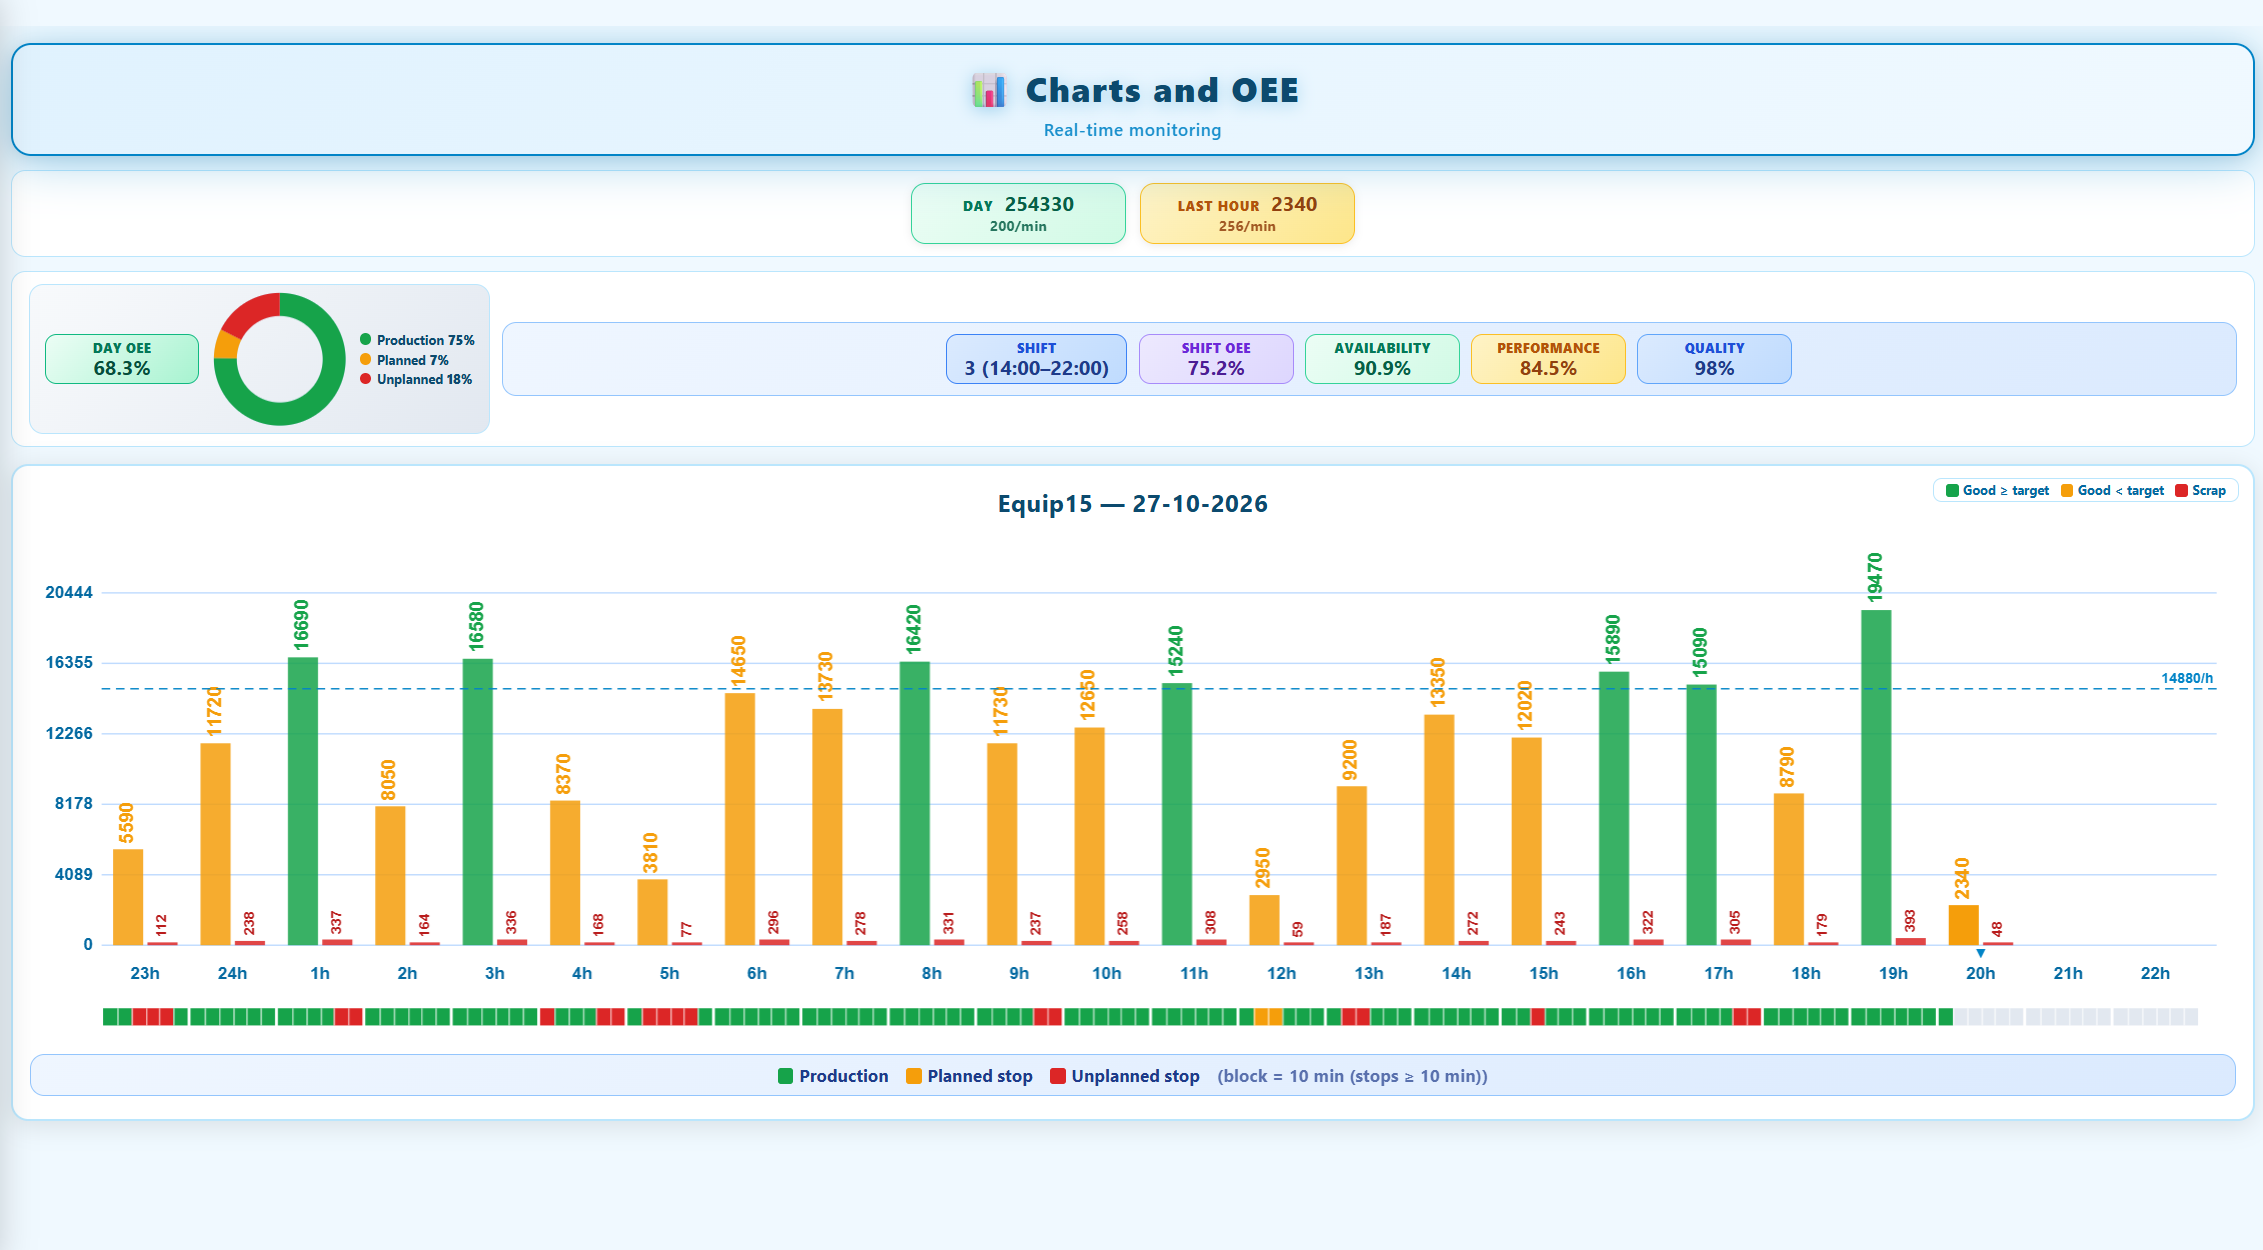 Charts and OEE
Real-time monitoring
DAY 254330
200/min
LAST HOUR 2340
256/min
DAY OEE
68.3%
Production 75%
Planned 7%
Unplanned 18%
SHIFT
3 (14:00–22:00)
SHIFT OEE
75.2%
AVAILABILITY
90.9%
PERFORMANCE
84.5%
QUALITY
98%
Equip15 — 27-10-2026
Good ≥ target
Good < target
Scrap
20444
16355
12266
8178
4089
0
14880/h
5590
112
11720
238
16690
337
8050
164
16580
336
8370
168
3810
77
14650
296
13730
278
16420
331
11730
237
12650
258
15240
308
2950
59
9200
187
13350
272
12020
243
15890
322
15090
305
8790
179
19470
393
2340
48
23h
24h
1h
2h
3h
4h
5h
6h
7h
8h
9h
10h
11h
12h
13h
14h
15h
16h
17h
18h
19h
20h
21h
22h
Production
Planned stop
Unplanned stop
(block = 10 min (stops ≥ 10 min))